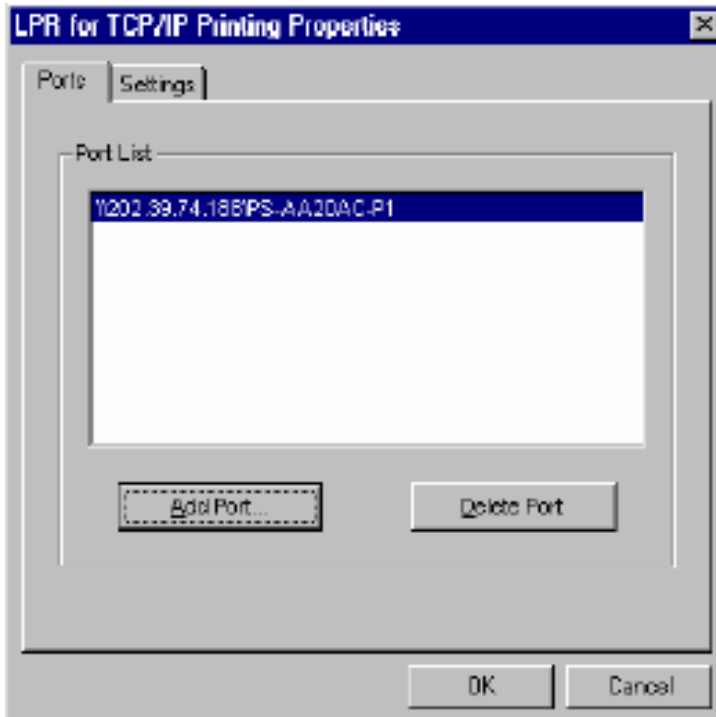 LPR for TCP/IP Printing Properties
Ports
Settings
Port List
\\202.39.74.188\PS-AA2DAC-P1
Add Port...
Delete Port
OK
Cancel